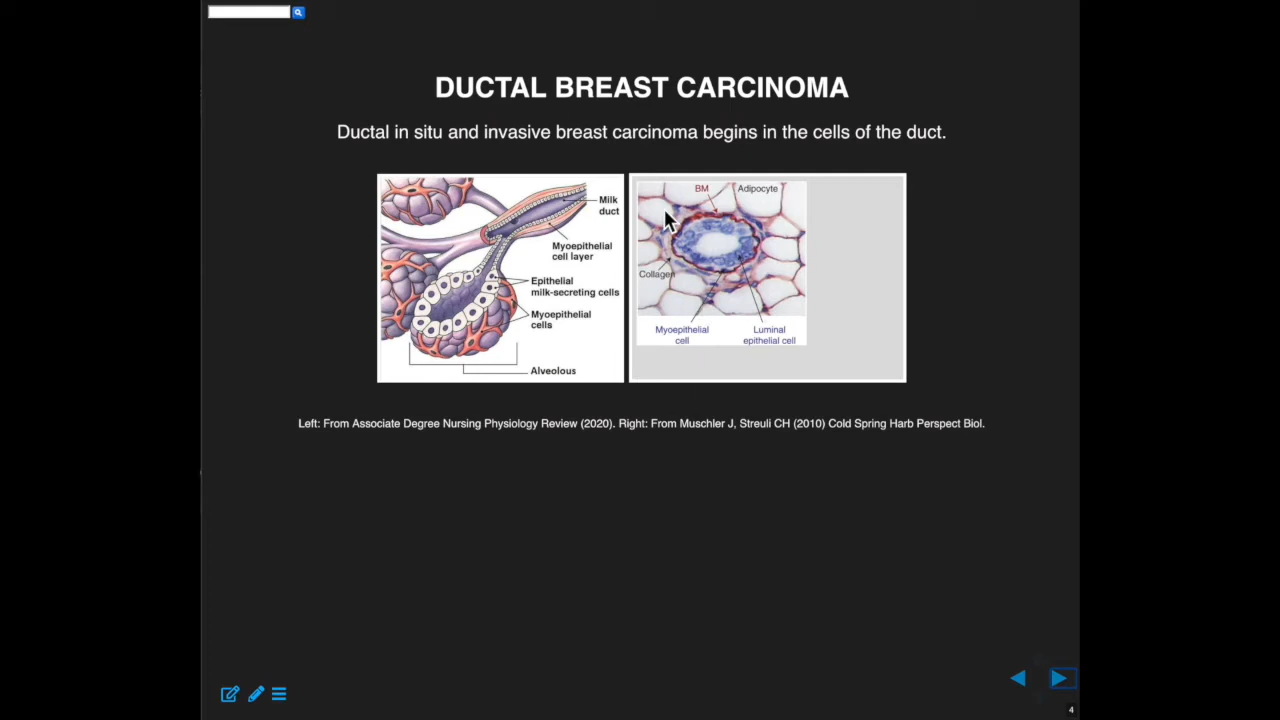 DUCTAL BREAST CARCINOMA
Ductal in situ and invasive breast carcinoma begins in the cells of the duct.
Milk
duct
Myoepithelial
cell layer
Epithelial
milk-secreting cells
Myoepithelial
cells
Alveolous
BM
Adipocyte
Collagen
Myoepithelial
cell
Luminal
epithelial cell
Left: From Associate Degree Nursing Physiology Review (2020). Right: From Muschler J, Streuli CH (2010) Cold Spring Harb Perspect Biol.
4